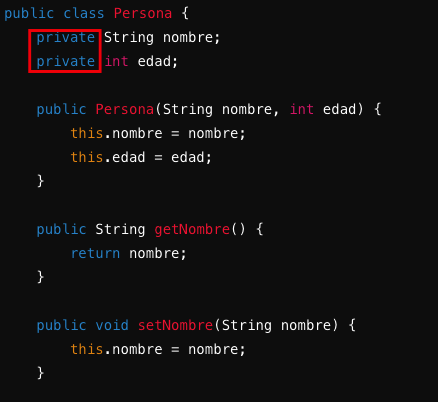 public class Persona {
    private String nombre;
    private int edad;

    public Persona(String nombre, int edad) {
        this.nombre = nombre;
        this.edad = edad;
    }

    public String getNombre() {
        return nombre;
    }

    public void setNombre(String nombre) {
        this.nombre = nombre;
    }